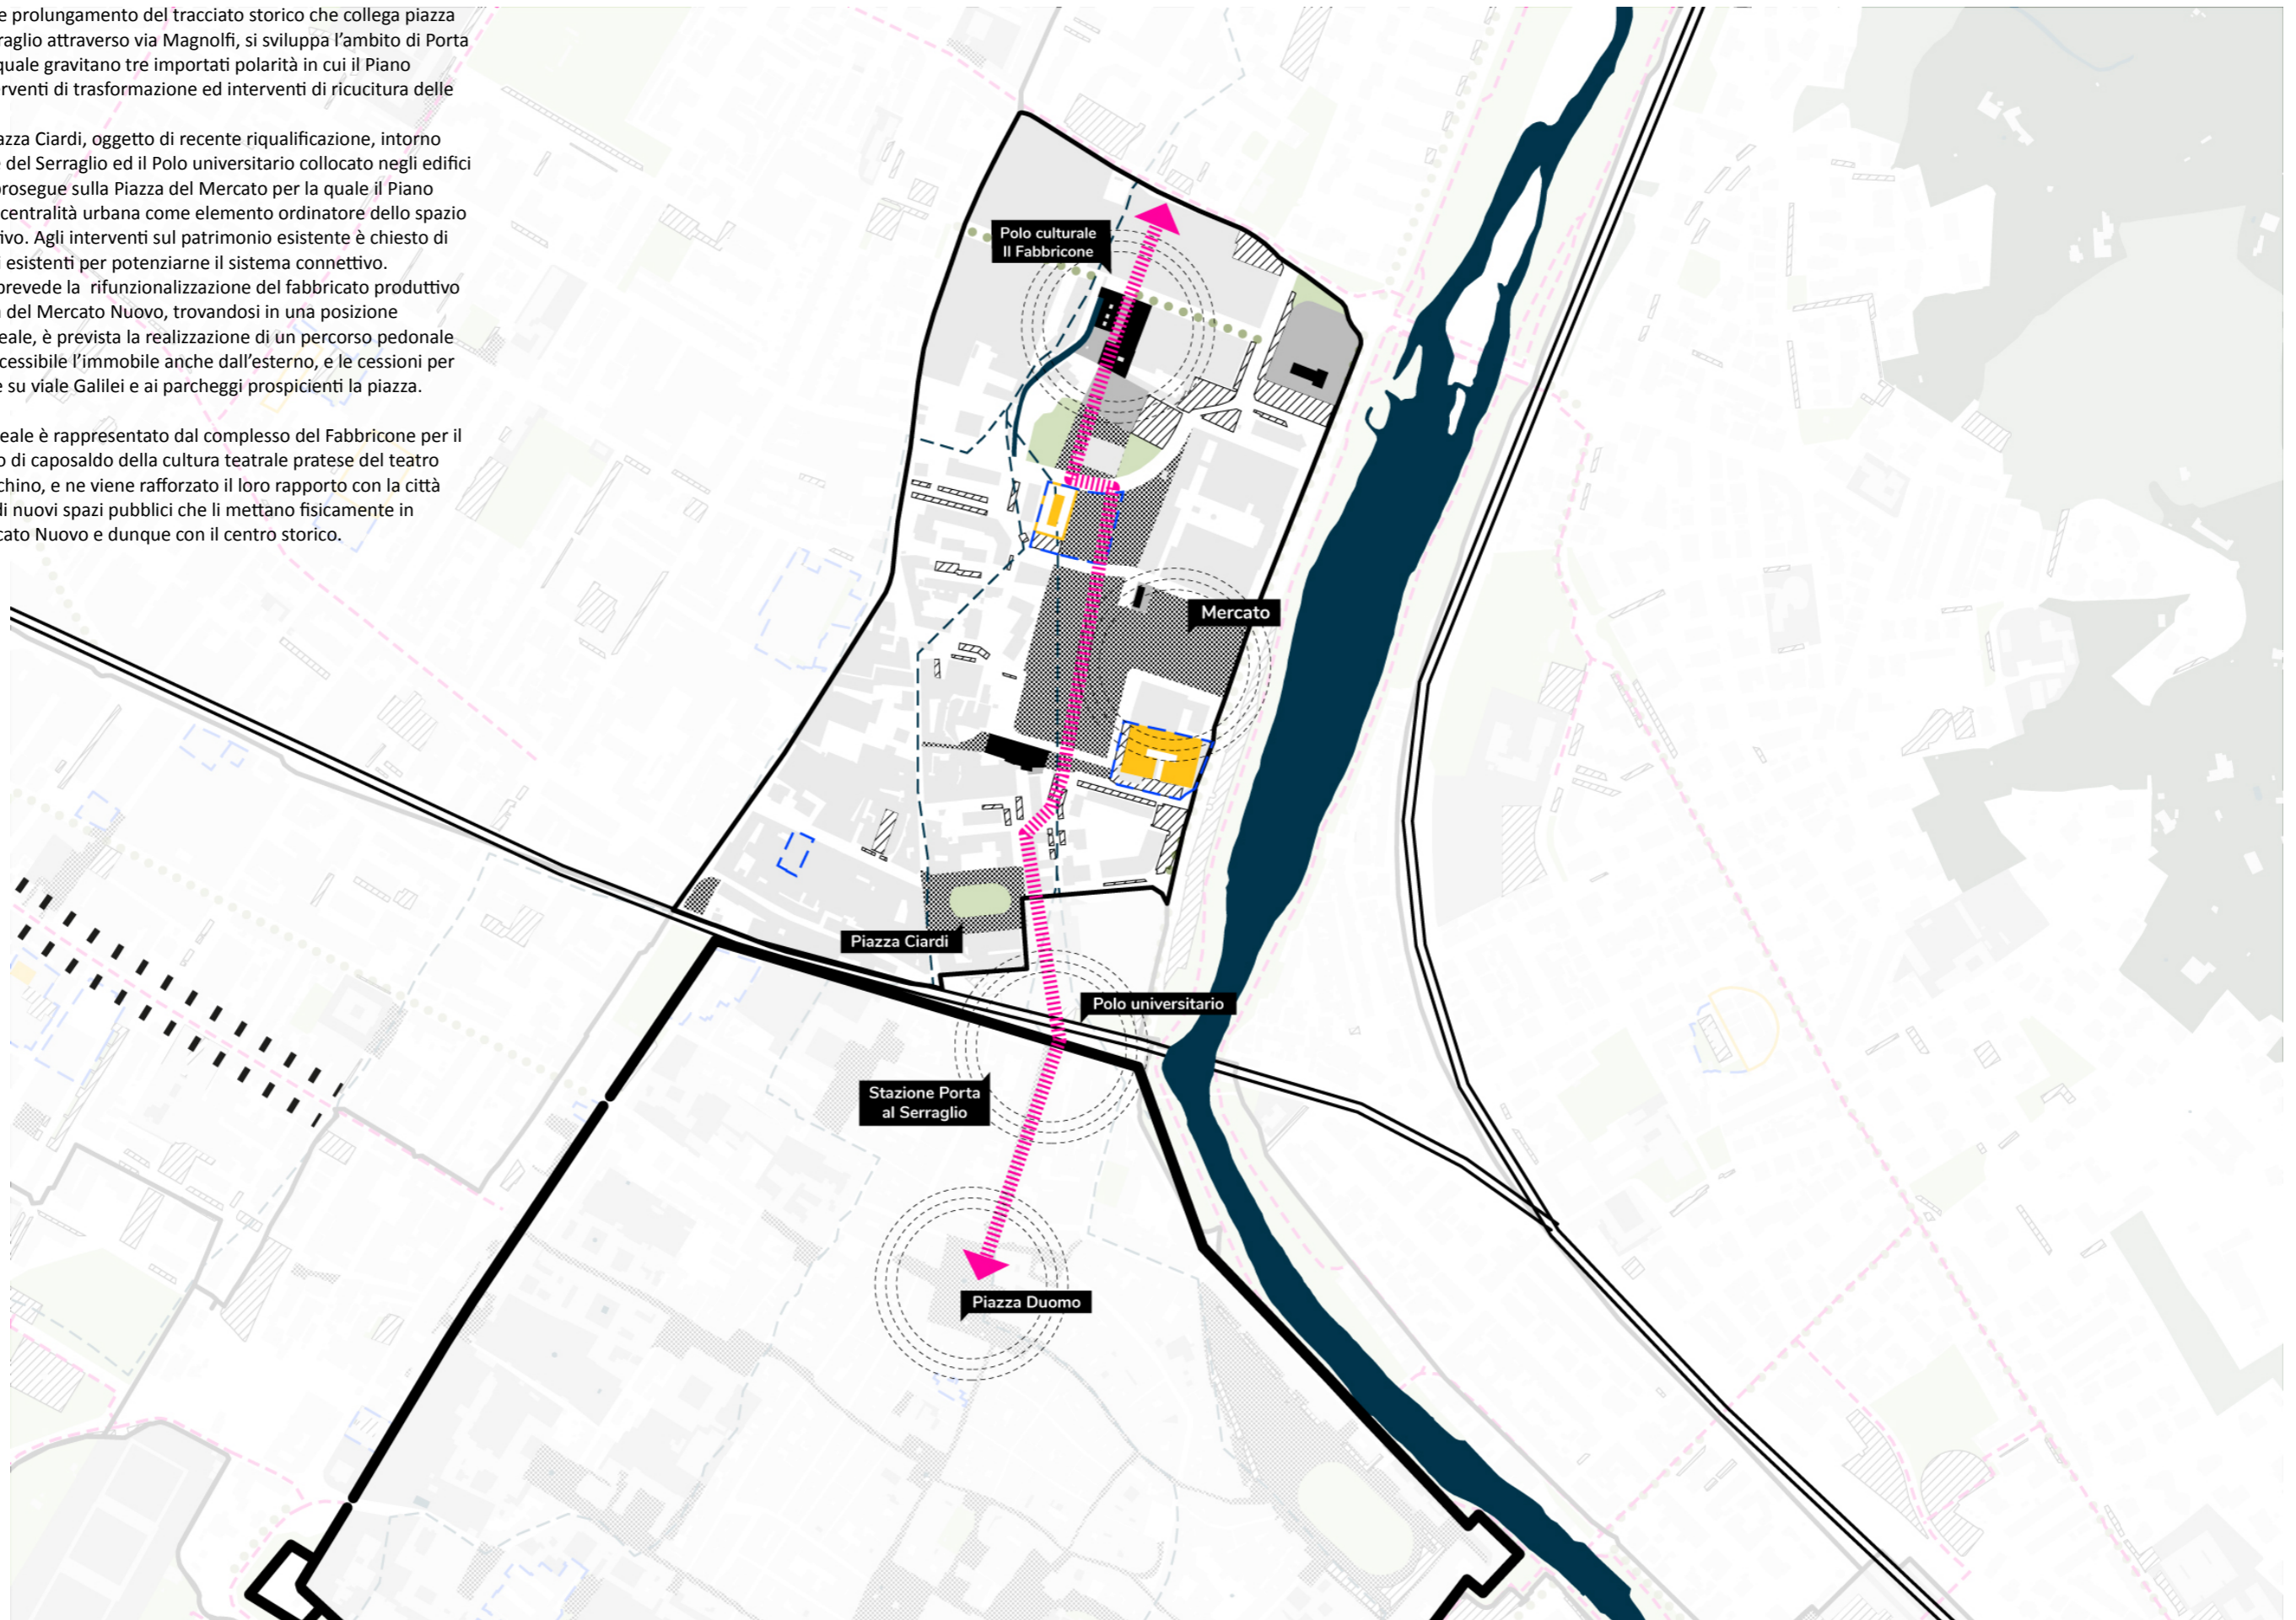 e prolungamento del tracciato storico che collega piazza
raglio attraverso via Magnolfi, si sviluppa l’ambito di Porta
quale gravitano tre importati polarità in cui il Piano
erventi di trasformazione ed interventi di ricucitura delle
azza Ciardi, oggetto di recente riqualificazione, intorno
e del Serraglio ed il Polo universitario collocato negli edifici
prosegue sulla Piazza del Mercato per la quale il Piano
centralità urbana come elemento ordinatore dello spazio
tivo. Agli interventi sul patrimonio esistente è chiesto di
i esistenti per potenziarne il sistema connettivo.
prevede la  rifunzionalizzazione del fabbricato produttivo
a del Mercato Nuovo, trovandosi in una posizione
eale, è prevista la realizzazione di un percorso pedonale
ccessibile l’immobile anche dall’esterno, e le cessioni per
e su viale Galilei e ai parcheggi prospicienti la piazza.
eale è rappresentato dal complesso del Fabbricone per il
o di caposaldo della cultura teatrale pratese del teatro
chino, e ne viene rafforzato il loro rapporto con la città
di nuovi spazi pubblici che li mettano fisicamente in
cato Nuovo e dunque con il centro storico.
Polo culturale
Il Fabbricone
Mercato
Piazza Ciardi
Polo universitario
Stazione Porta
al Serraglio
Piazza Duomo